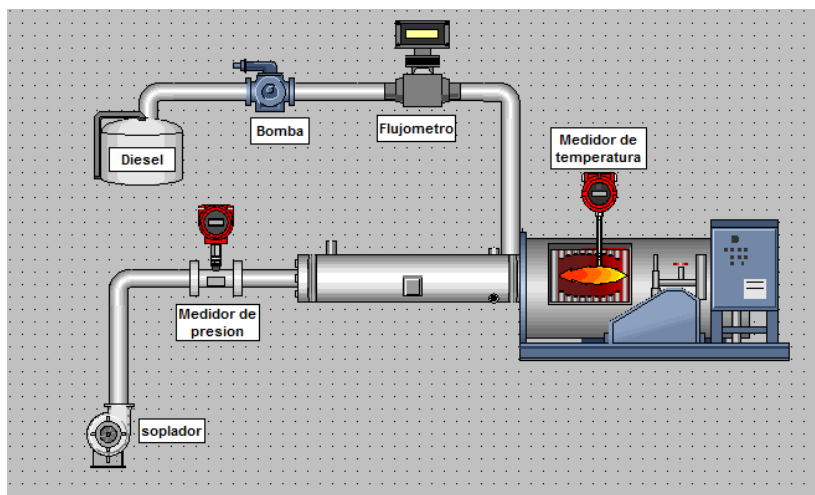 Bomba
Flujometro
Medidor de
temperatura
Diesel
Medidor de
presion
soplador